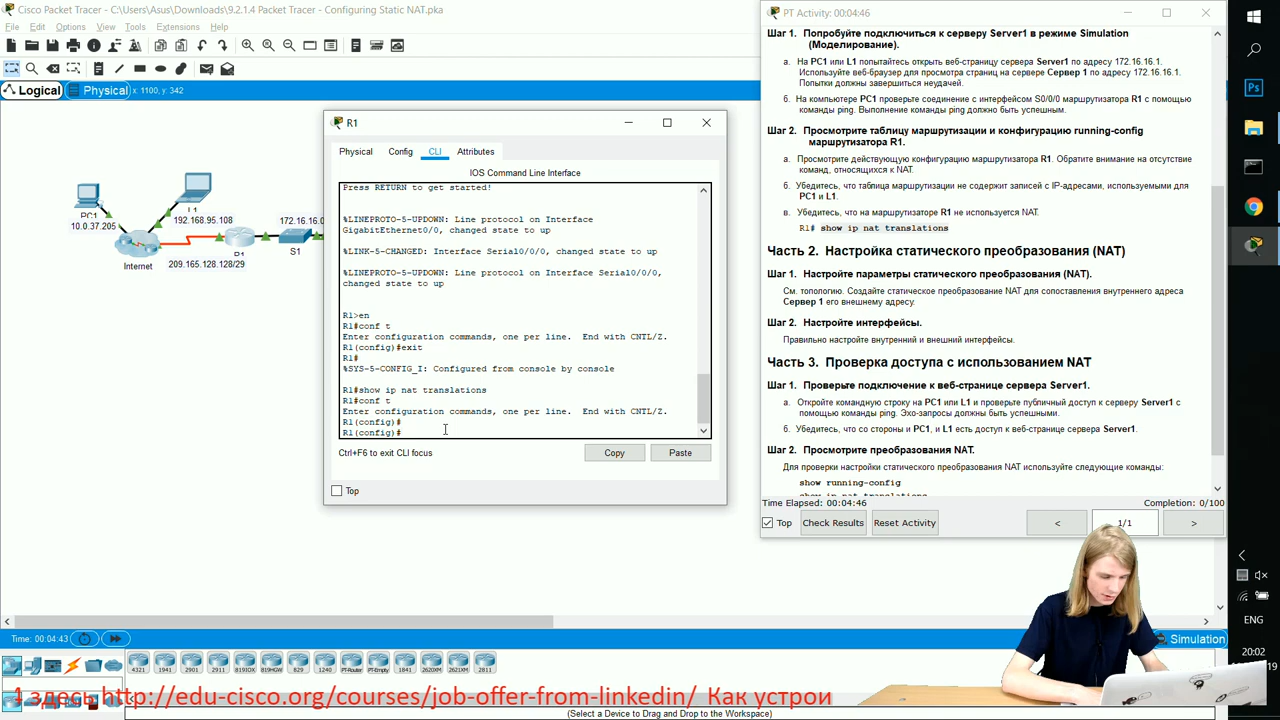 Cisco Packet Tracer - C:\Users\Asus\Downloads\9.2.1.4 Packet Tracer - Configuring Static NAT.pka
File Edit Options View Tools Extensions Help
Logical Physical x: 1100, y: 342
PC1
10.0.37.205
L1
192.168.95.108
172.16.16.0
Internet
R1
S1
209.165.128.128/29
R1
Physical Config CLI Attributes
IOS Command Line Interface
Press RETURN to get started!
%LINEPROTO-5-UPDOWN: Line protocol on Interface
GigabitEthernet0/0, changed state to up
%LINK-5-CHANGED: Interface Serial0/0/0, changed state to up
%LINEPROTO-5-UPDOWN: Line protocol on Interface Serial0/0/0,
changed state to up
R1>en
R1#conf t
Enter configuration commands, one per line.  End with CNTL/Z.
R1(config)#exit
R1#
%SYS-5-CONFIG_I: Configured from console by console
R1#show ip nat translations
R1#conf t
Enter configuration commands, one per line.  End with CNTL/Z.
R1(config)#
R1(config)#
Ctrl+F6 to exit CLI focus
Copy
Paste
Top
PT Activity: 00:04:46
Шаг 1. Попробуйте подключиться к серверу Server1 в режиме Simulation
(Моделирование).
а. На PC1 или L1 попытайтесь открыть веб-страницу сервера Server1 по адресу 172.16.16.1.
Используйте веб-браузер для просмотра страниц на сервере Сервер 1 по адресу 172.16.16.1.
Попытки должны завершиться неудачей.
б. На компьютере PC1 проверьте соединение с интерфейсом S0/0/0 маршрутизатора R1 с помощью
команды ping. Выполнение команды ping должно быть успешным.
Шаг 2. Просмотрите таблицу маршрутизации и конфигурацию running-config
маршрутизатора R1.
а. Просмотрите действующую конфигурацию маршрутизатора R1. Обратите внимание на отсутствие
команд, относящихся к NAT.
б. Убедитесь, что таблица маршрутизации не содержит записей с IP-адресами, используемыми для
PC1 и L1.
в. Убедитесь, что на маршрутизаторе R1 не используется NAT.
R1# show ip nat translations
Часть 2. Настройка статического преобразования (NAT)
Шаг 1. Настройте параметры статического преобразования (NAT).
См. топологию. Создайте статическое преобразование NAT для сопоставления внутреннего адреса
Сервер 1 его внешнему адресу.
Шаг 2. Настройте интерфейсы.
Правильно настройте внутренний и внешний интерфейсы.
Часть 3. Проверка доступа с использованием NAT
Шаг 1. Проверьте подключение к веб-странице сервера Server1.
а. Откройте командную строку на PC1 или L1 и проверьте публичный доступ к серверу Server1 с
помощью команды ping. Эхо-запросы должны быть успешными.
б. Убедитесь, что со стороны и PC1, и L1 есть доступ к веб-странице сервера Server1.
Шаг 2. Просмотрите преобразования NAT.
Для проверки настройки статического преобразования NAT используйте следующие команды:
show running-config
show ip nat translations
Time Elapsed: 00:04:46 Completion: 0/100
Top Check Results Reset Activity < 1/1 >
Time: 00:04:43
Simulation
4321 1941 2901 2911 819IOX 819HGW 829 1240 PT-Router PT-Empty 1841 2620XM 2621XM 2811
здесь http://edu-cisco.org/courses/job-offer-from-linkedin/ Как устрои
(Select a Device to Drag and Drop to the Workspace)
Ps
ENG
20:02